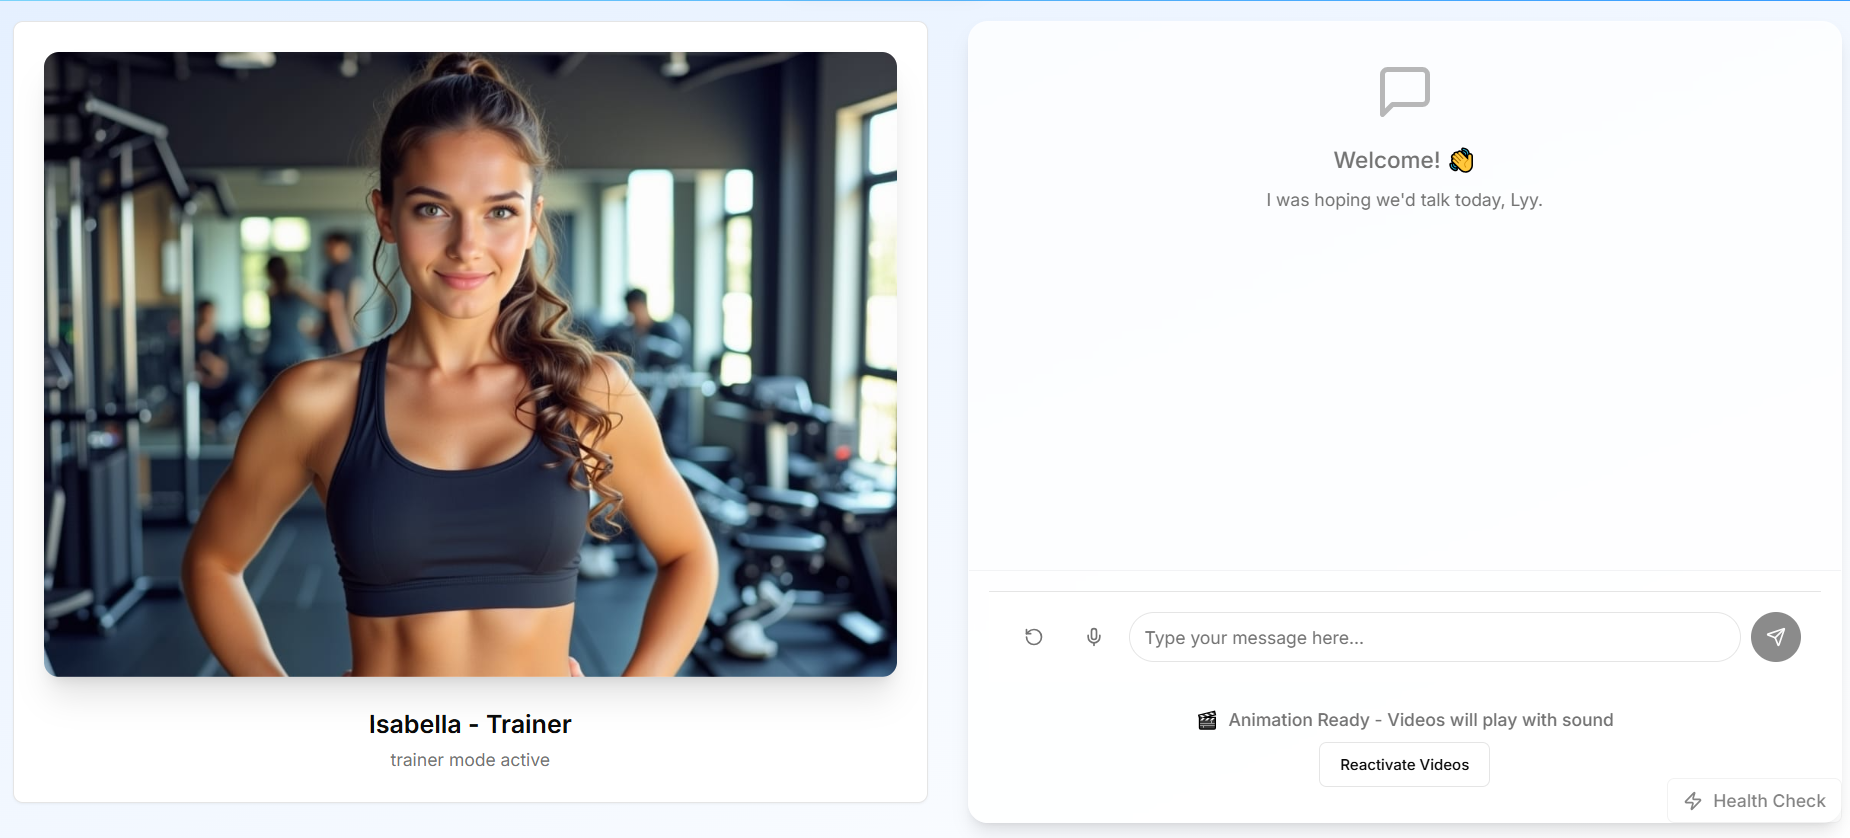 Isabella - Trainer
trainer mode active
Welcome! 👋
I was hoping we'd talk today, Lyy.
Type your message here...
🎬 Animation Ready - Videos will play with sound
Reactivate Videos
Health Check